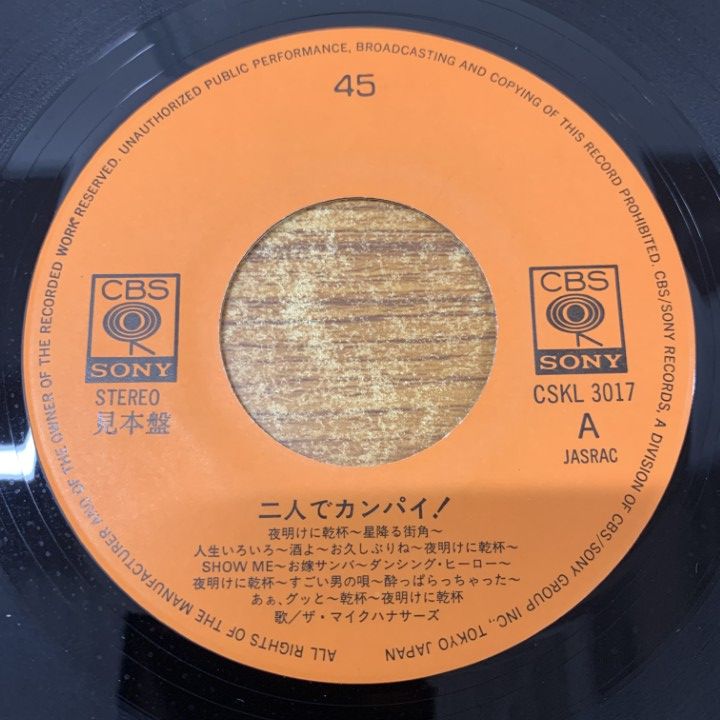 ALL RIGHTS OF THE MANUFACTURER AND OF THE OWNER OF THE RECORDED WORK RESERVED. UNAUTHORIZED PUBLIC PERFORMANCE, BROADCASTING AND COPYING OF THIS RECORD PROHIBITED. CBS/SONY RECORDS, A DIVISION OF CBS/SONY GROUP INC., TOKYO JAPAN
45
CBS
SONY
STEREO
見本盤
CBS
SONY
CSKL 3017
A
JASRAC
二人でカンパイ!
夜明けに乾杯〜星降る街角〜
人生いろいろ〜酒よ〜お久しぶりね〜夜明けに乾杯〜
SHOW ME〜お嫁サンバ〜ダンシング・ヒーロー〜
夜明けに乾杯〜すごい男の唄〜酔っぱらっちゃった〜
あぁ、グッと〜乾杯〜夜明けに乾杯
歌/ザ・マイクハナサーズ